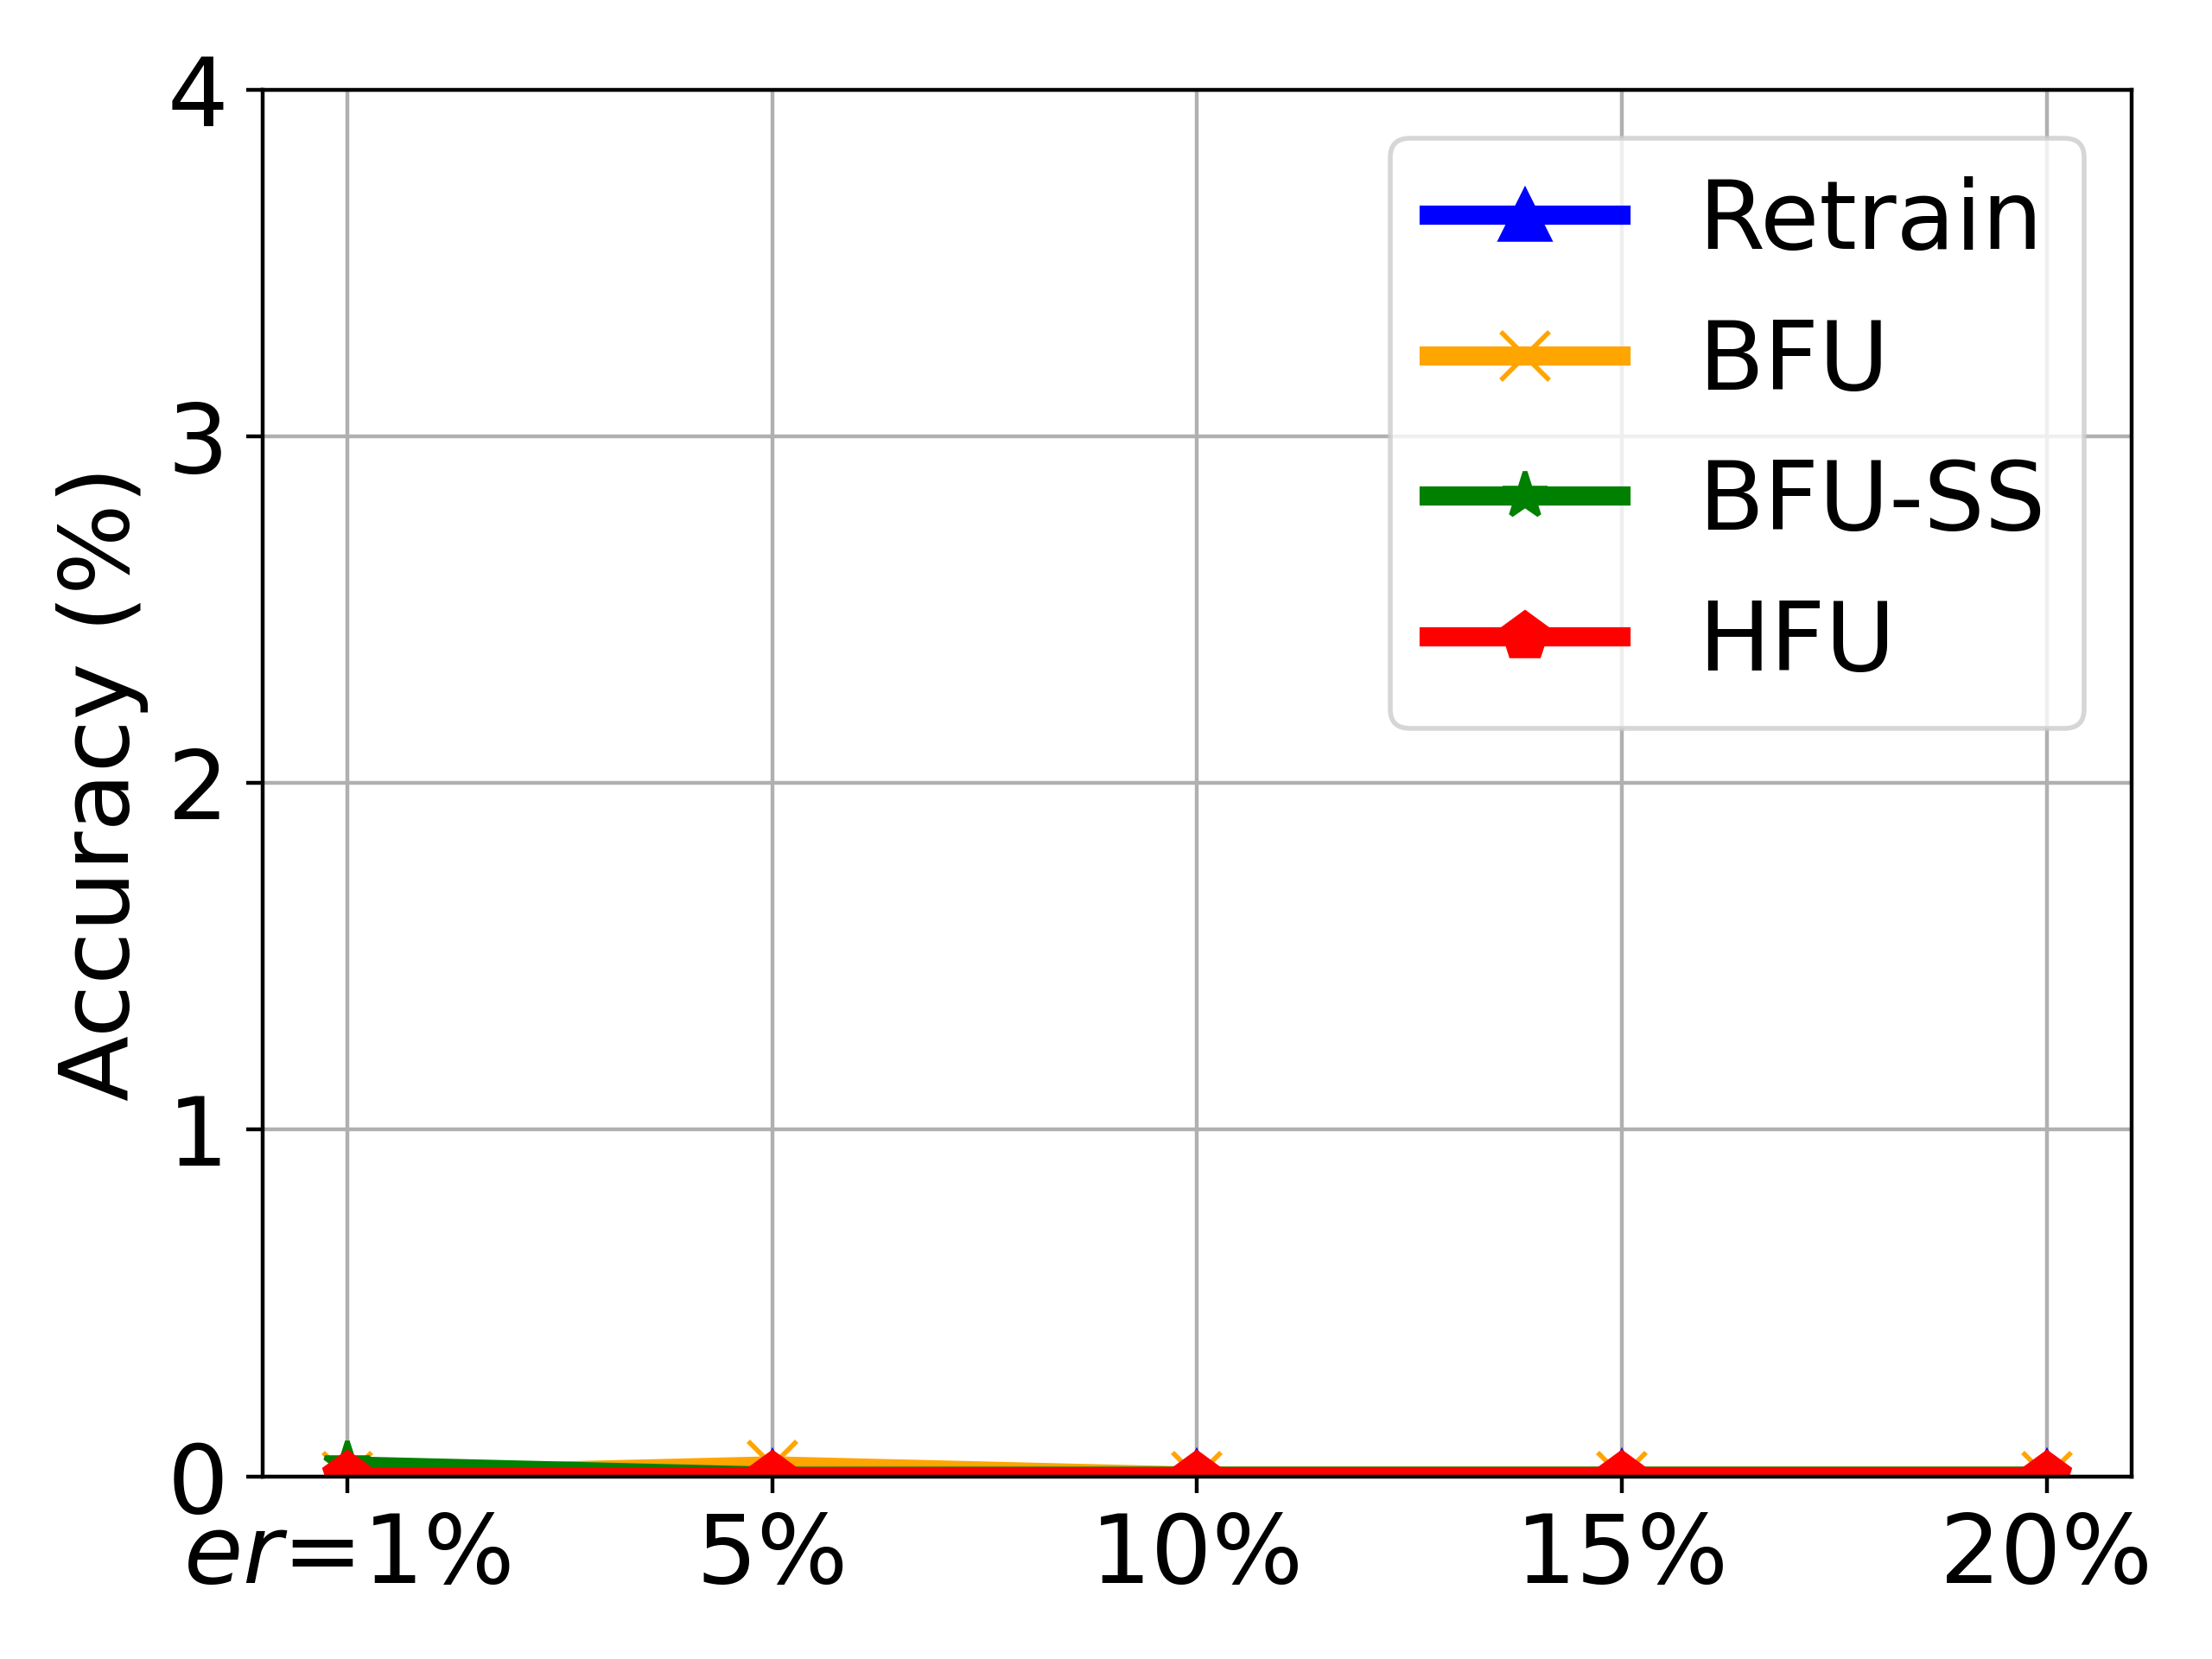 4
3
2
1
0
Accuracy (%)
Retrain
BFU
BFU-SS
HFU
er=1% 5% 10% 15% 20%